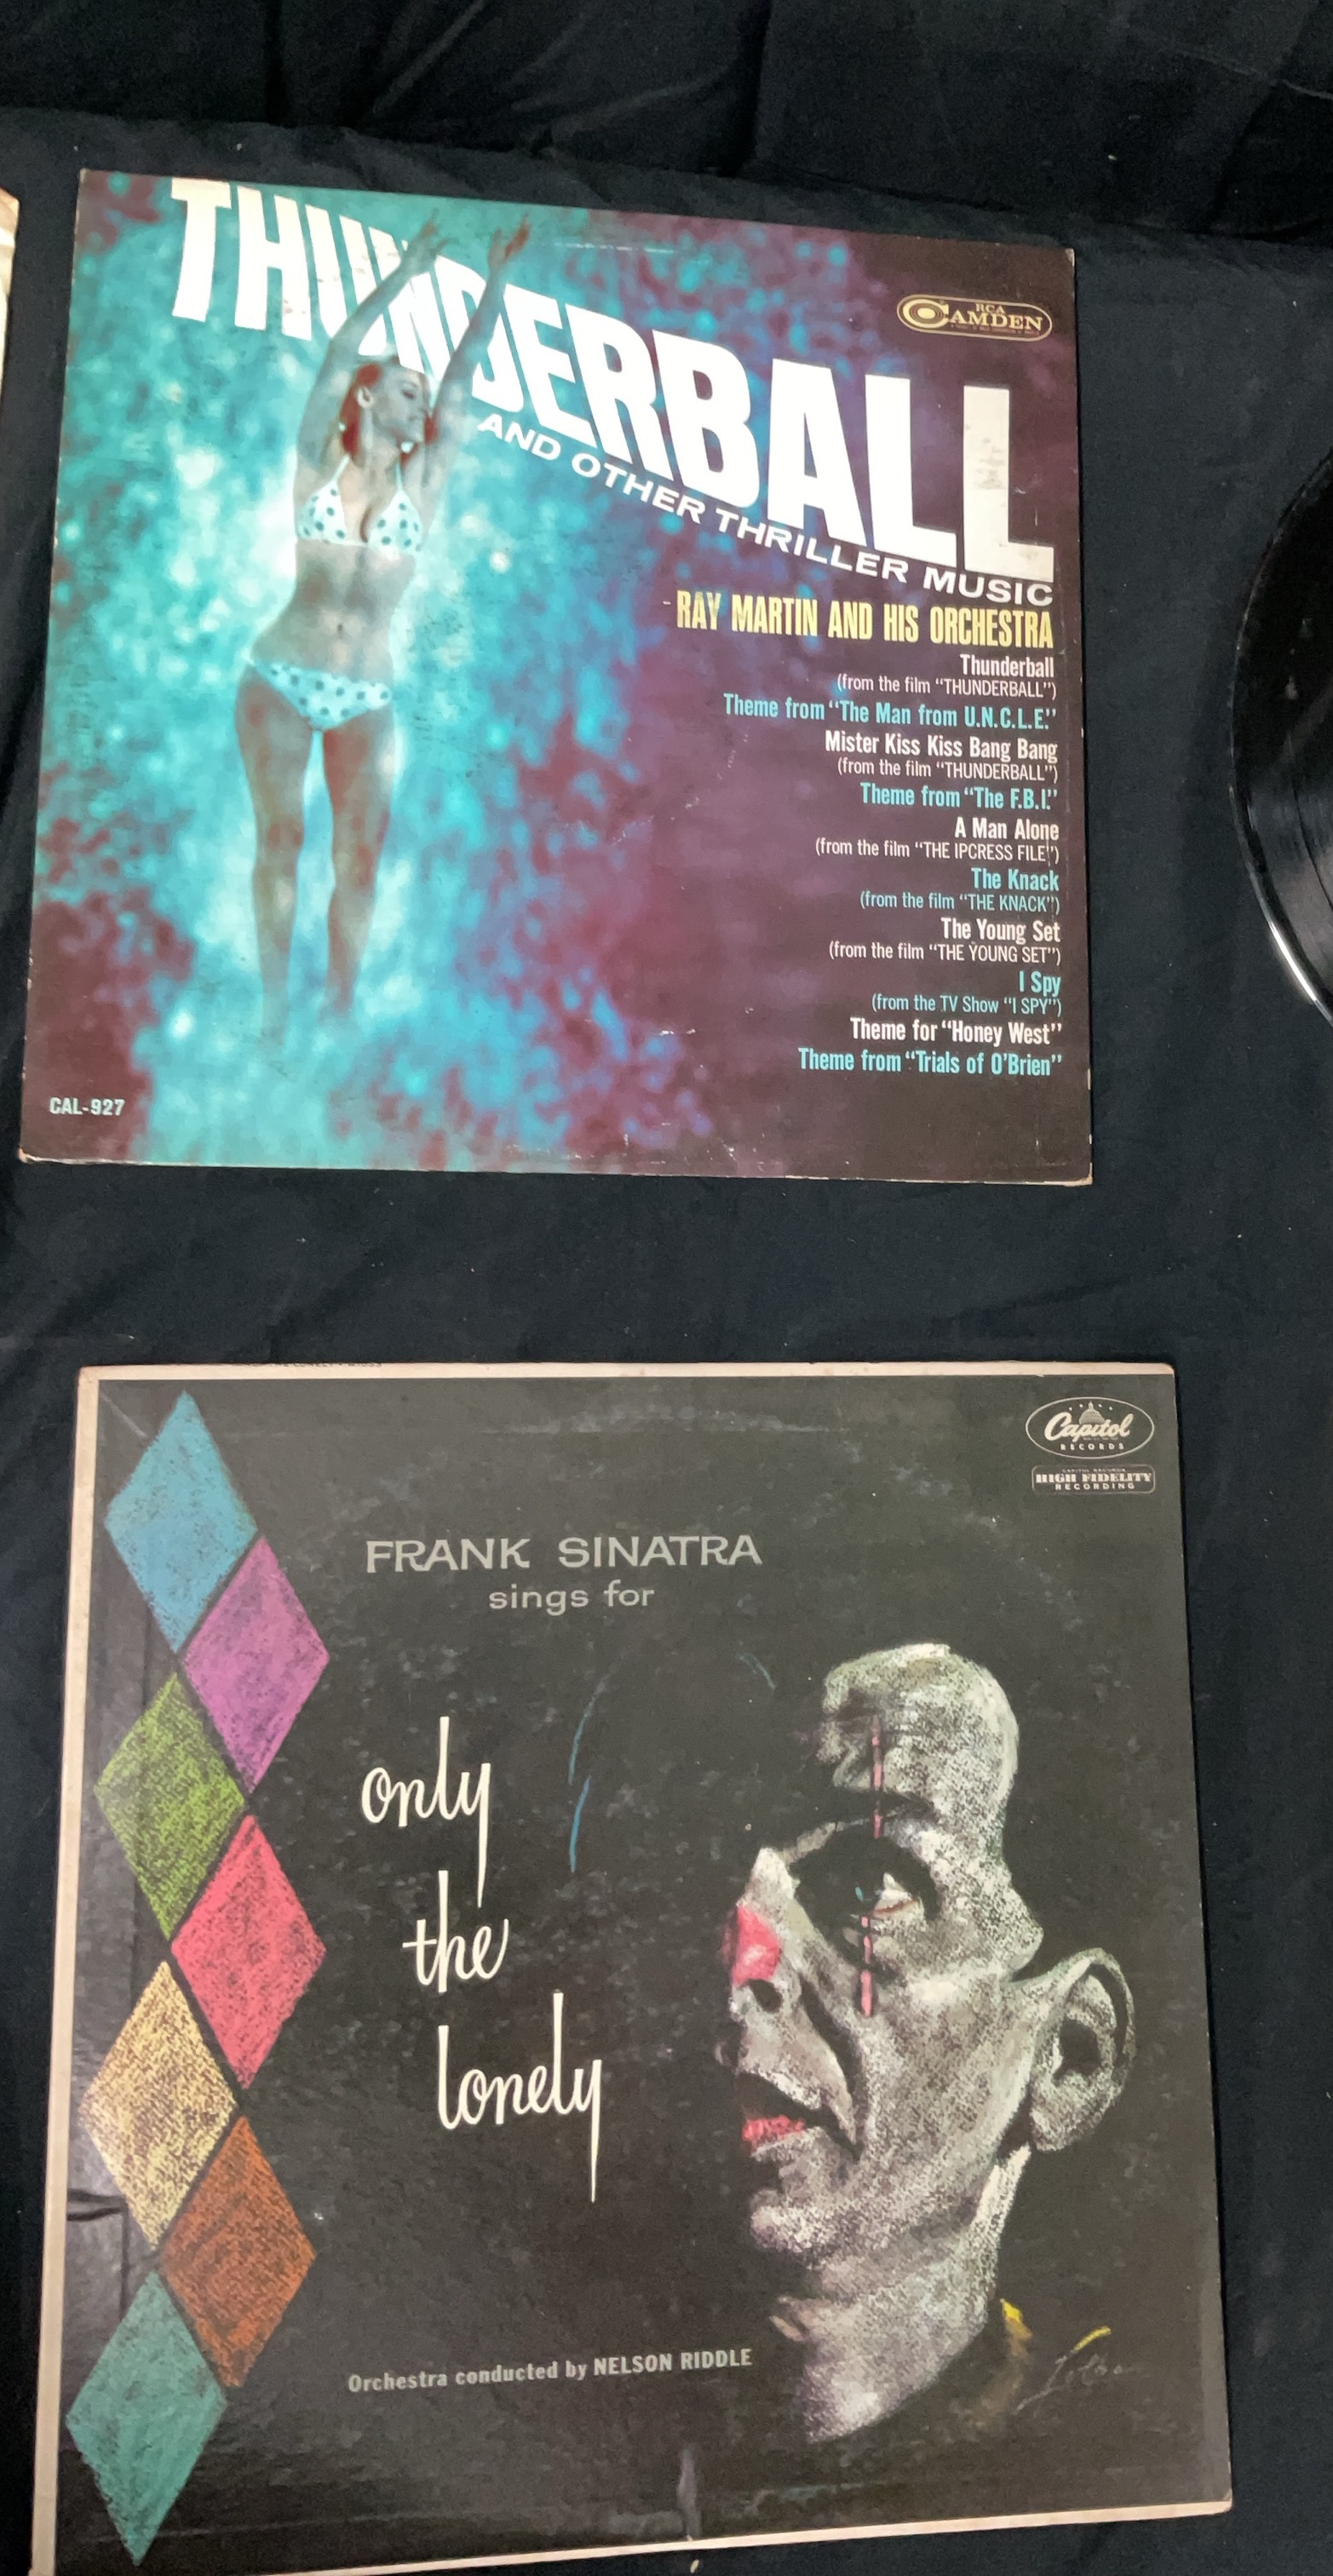 THUNDERBALL
AND OTHER THRILLER MUSIC
RCA
CAMDEN
RAY MARTIN AND HIS ORCHESTRA
Thunderball
(from the film “THUNDERBALL”)
Theme from “The Man from U.N.C.L.E.”
Mister Kiss Kiss Bang Bang
(from the film “THUNDERBALL”)
Theme from “The F.B.I.”
A Man Alone
(from the film “THE IPCRESS FILE”)
The Knack
(from the film “THE KNACK”)
The Young Set
(from the film “THE YOUNG SET”)
I Spy
(from the TV Show “I SPY”)
Theme for “Honey West”
Theme from “Trials of O’Brien”
CAL-927
Capitol
RECORDS
HIGH FIDELITY
RECORDING
FRANK SINATRA
sings for
only
the
lonely
Orchestra conducted by NELSON RIDDLE